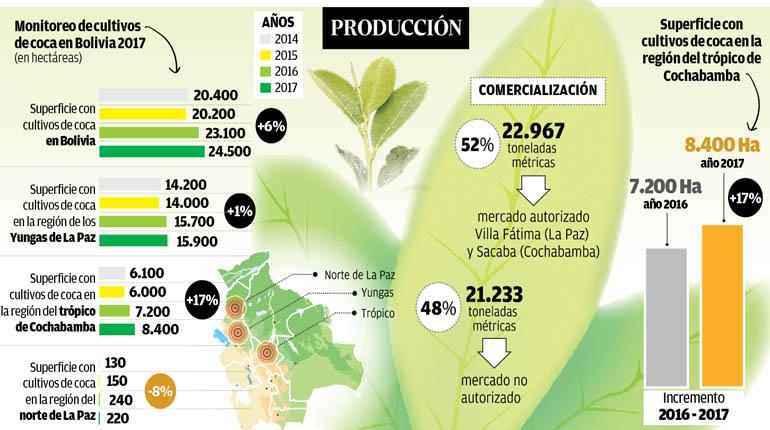 Monitoreo de cultivos
de coca en Bolivia 2017
(en hectáreas)
AÑOS
2014
2015
2016
2017
PRODUCCIÓN
Superficie con
cultivos de coca
en Bolivia
20.400
20.200
23.100
24.500
+6%
Superficie con
cultivos de coca
en la región de los
Yungas de La Paz
14.200
14.000
15.700
15.900
+1%
Superficie con
cultivos de coca en
la región del trópico
de Cochabamba
6.100
6.000
7.200
8.400
+17%
Superficie con
cultivos de coca
en la región del
norte de La Paz
130
150
240
220
-8%
Norte de La Paz
Yungas
Trópico
COMERCIALIZACIÓN
52%
22.967
toneladas
métricas
mercado autorizado
Villa Fátima (La Paz)
y Sacaba (Cochabamba)
48%
21.233
toneladas
métricas
mercado no
autorizado
Superficie con
cultivos de coca en la
región del trópico de
Cochabamba
8.400 Ha
año 2017
7.200 Ha
año 2016
+17%
Incremento
2016 - 2017